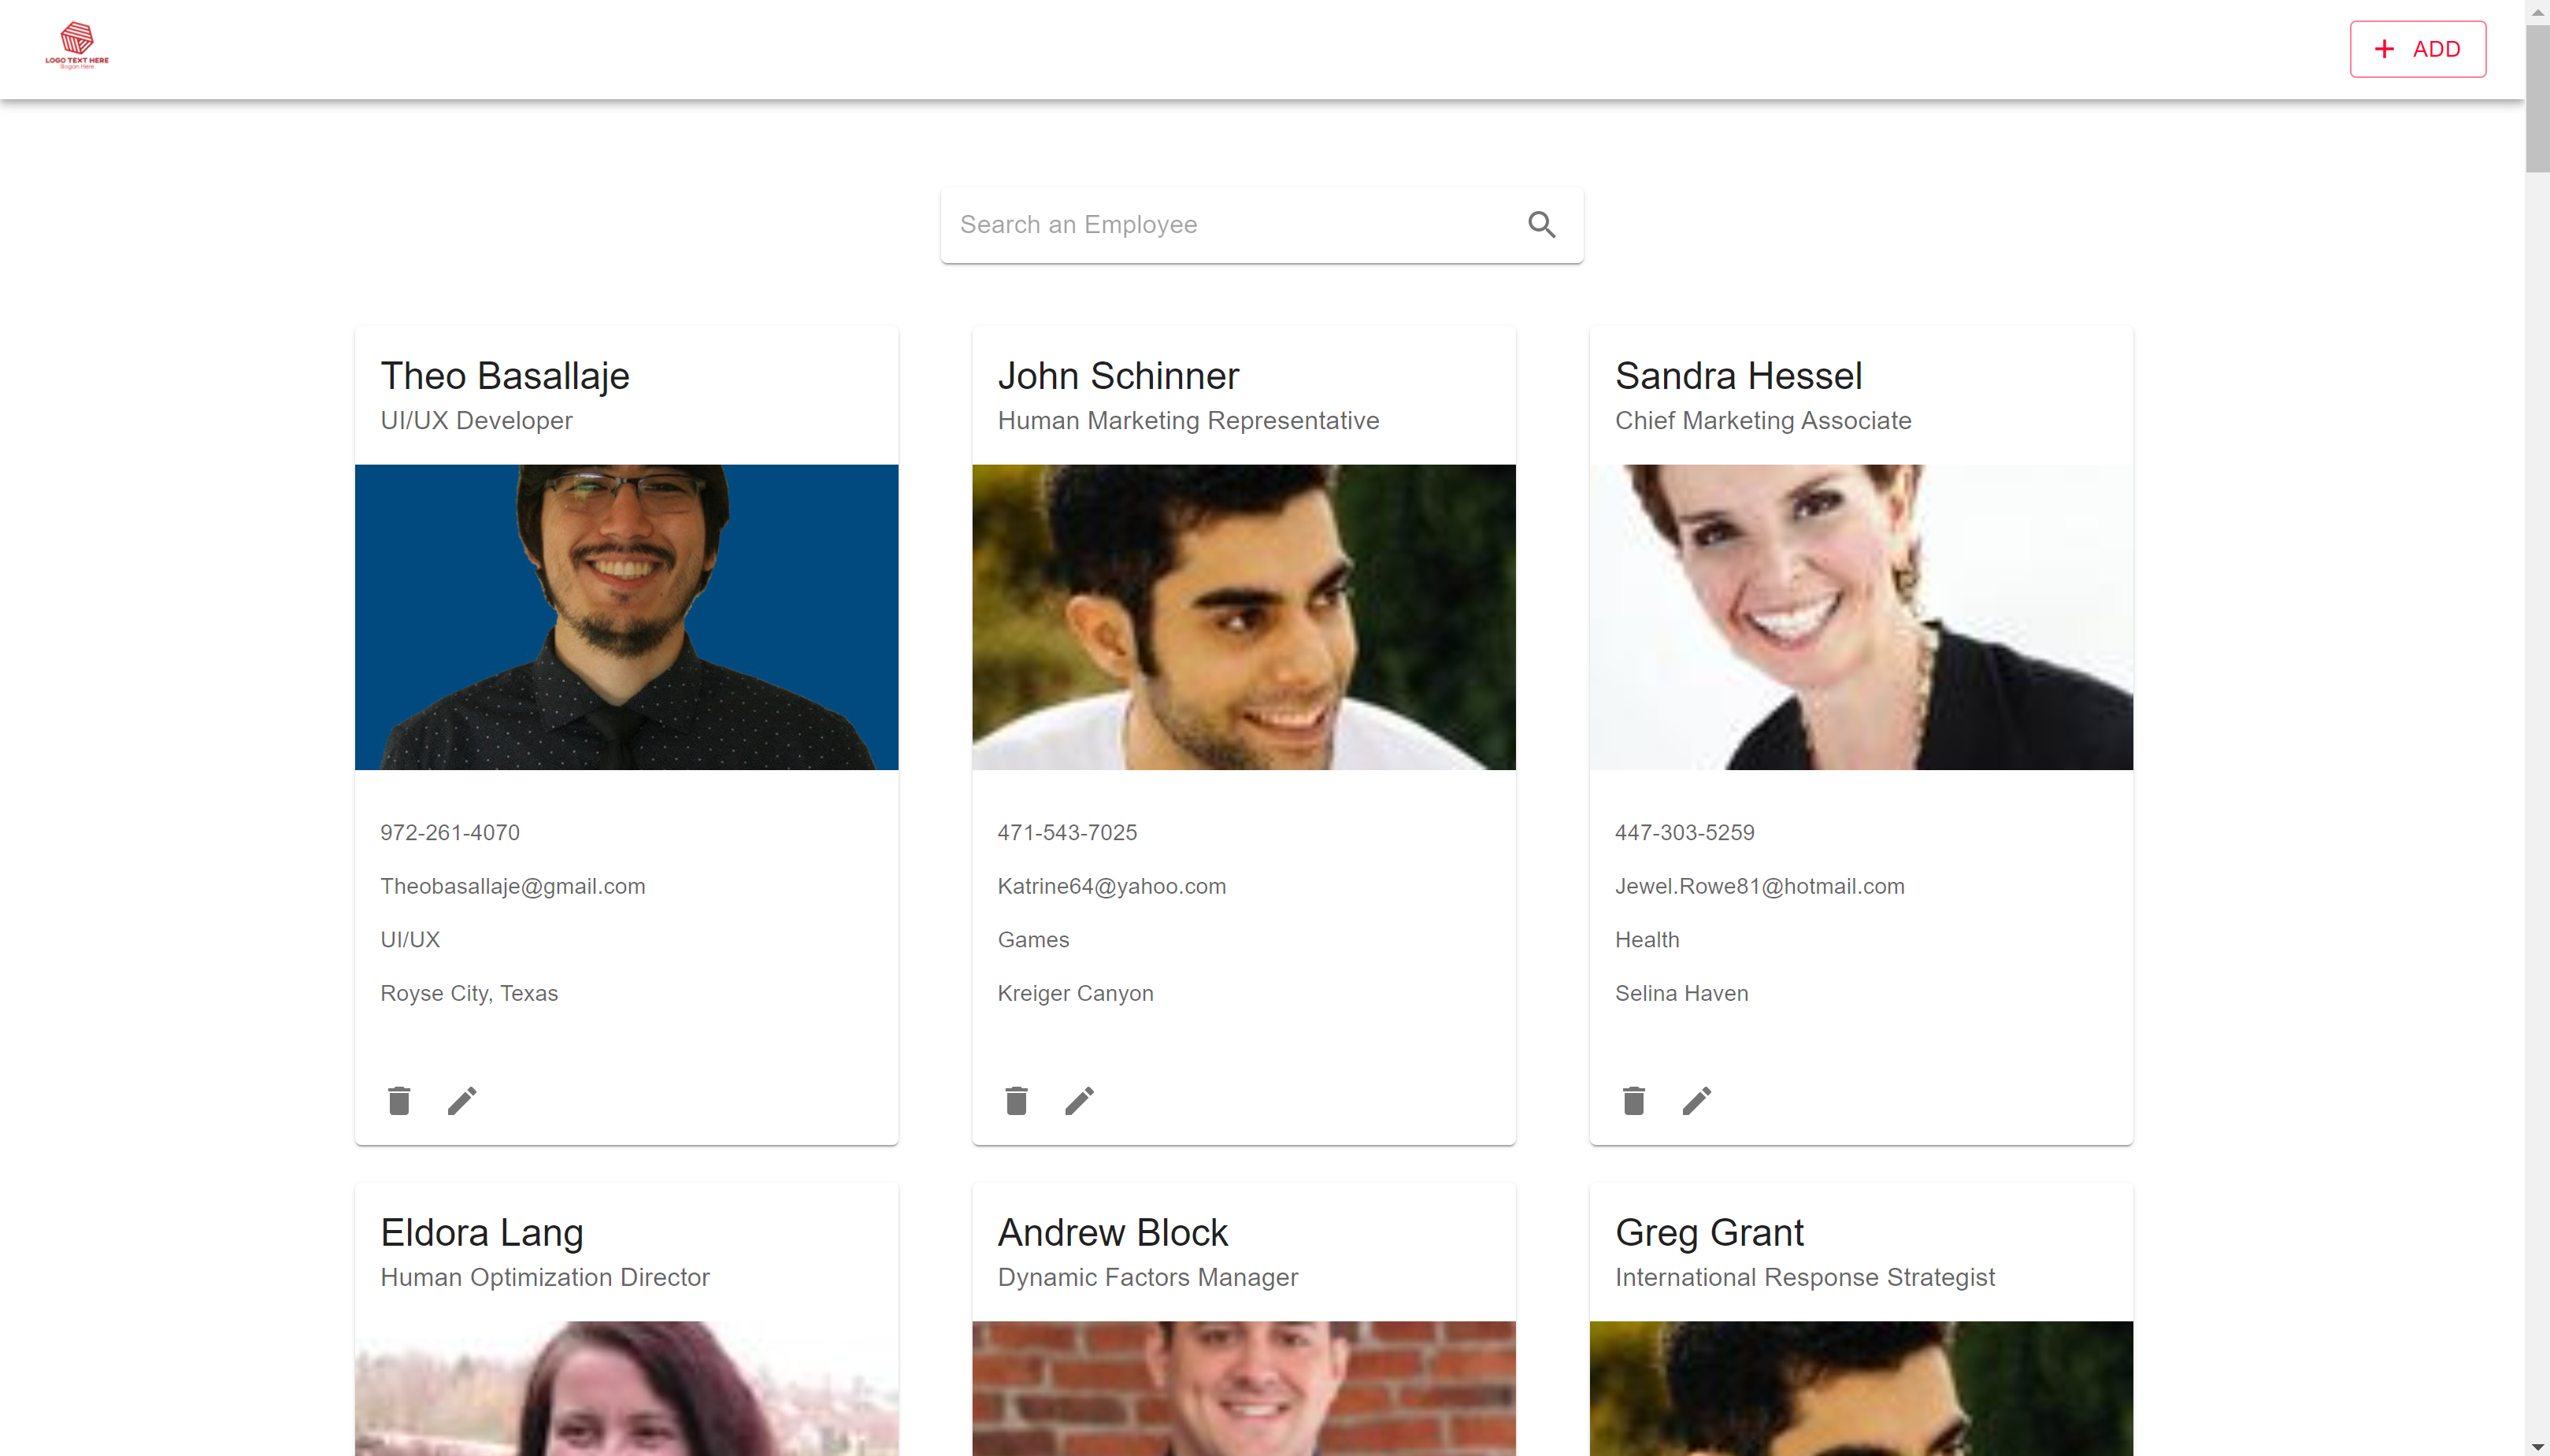 LOGO TEXT HERE
Slogan Here
ADD
Search an Employee
Theo Basallaje
UI/UX Developer
972-261-4070
Theobasallaje@gmail.com
UI/UX
Royse City, Texas
John Schinner
Human Marketing Representative
471-543-7025
Katrine64@yahoo.com
Games
Kreiger Canyon
Sandra Hessel
Chief Marketing Associate
447-303-5259
Jewel.Rowe81@hotmail.com
Health
Selina Haven
Eldora Lang
Human Optimization Director
Andrew Block
Dynamic Factors Manager
Greg Grant
International Response Strategist